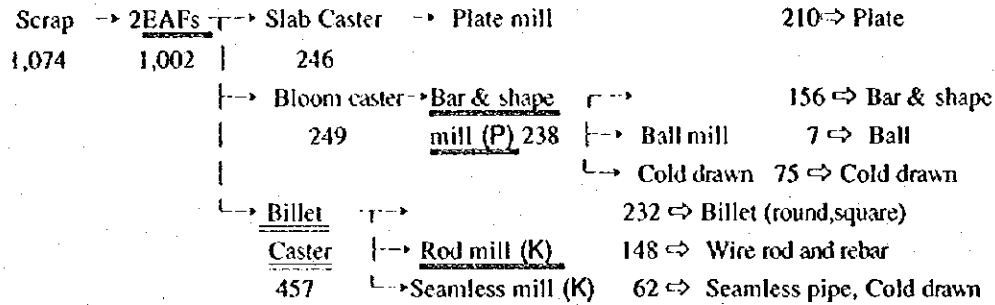 Scrap --→ 2EAFs --→ Slab Caster --→ Plate mill 210 ⇨ Plate
1,074 1,002 246
--→ Bloom caster --→ Bar & shape --→ 156 ⇨ Bar & shape
249 mill (P) 238 --→ Ball mill 7 ⇨ Ball
--→ Cold drawn 75 ⇨ Cold drawn
--→ Billet --→ 232 ⇨ Billet (round,square)
Caster --→ Rod mill (K) 148 ⇨ Wire rod and rebar
457 --→ Seamless mill (K) 62 ⇨ Seamless pipe, Cold drawn